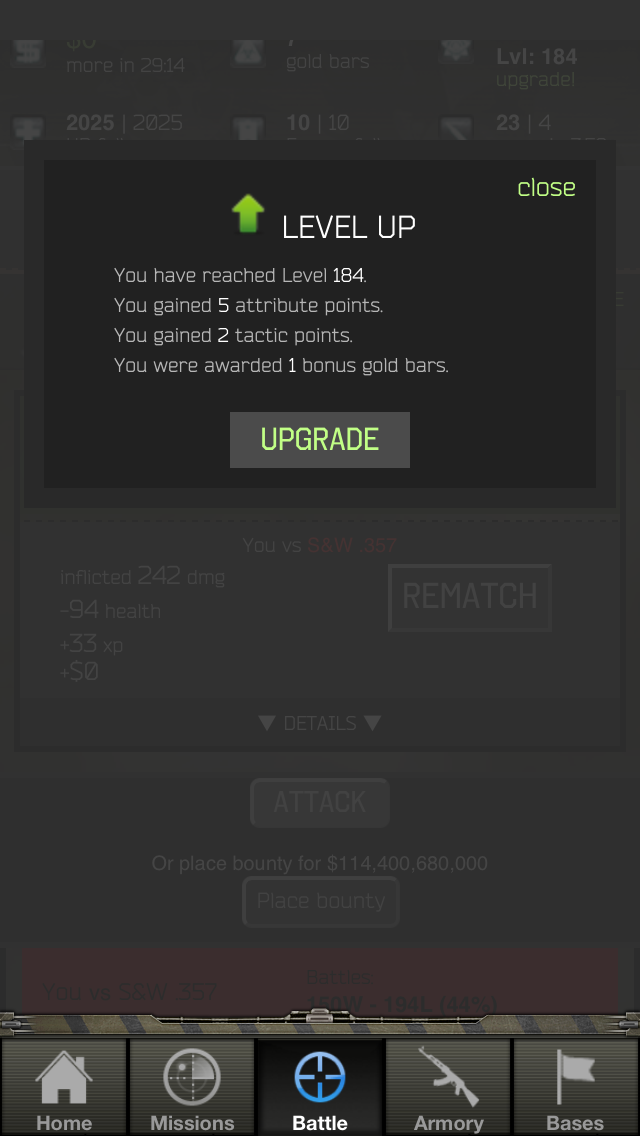 $0
more in 29:14
7
gold bars
Lvl: 184
upgrade!
2025 | 2025
10 | 10
23 | 4
close
LEVEL UP
You have reached Level 184.
You gained 5 attribute points.
You gained 2 tactic points.
You were awarded 1 bonus gold bars.
UPGRADE
You vs S&W .357
inflicted 242 dmg
-94 health
+33 xp
+$0
REMATCH
▼ DETAILS ▼
ATTACK
Or place bounty for $114,400,680,000
Place bounty
You vs S&W .357
Battles:
150W - 194L (44%)
Home
Missions
Battle
Armory
Bases